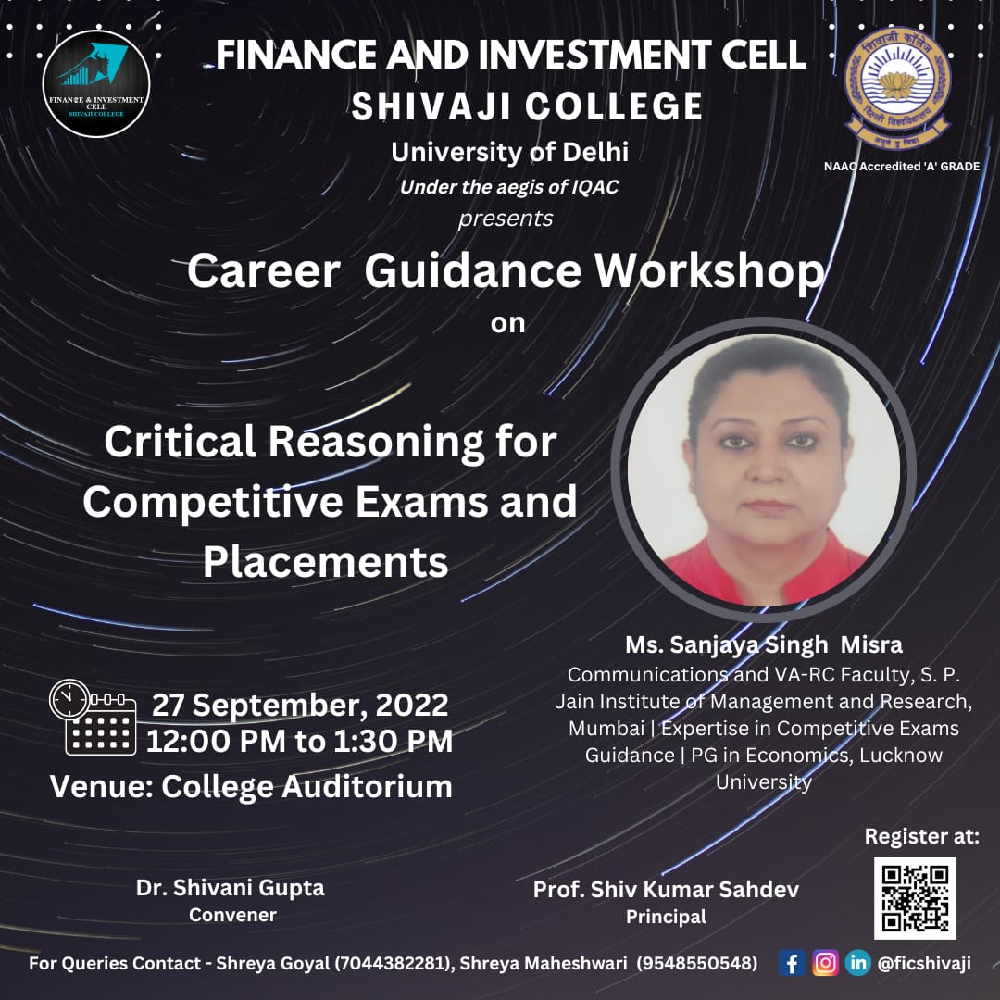 FINANCE AND INVESTMENT CELL
SHIVAJI COLLEGE
University of Delhi
Under the aegis of IQAC
presents
FINANCE & INVESTMENT
CELL
SHIVAJI COLLEGE
शिवाजी कॉलेज
दिल्ली विश्वविद्यालय
NAAC Accredited 'A' GRADE
Career Guidance Workshop
on
Critical Reasoning for
Competitive Exams and
Placements
Ms. Sanjaya Singh Misra
Communications and VA-RC Faculty, S. P.
Jain Institute of Management and Research,
Mumbai | Expertise in Competitive Exams
Guidance | PG in Economics, Lucknow
University
27 September, 2022
12:00 PM to 1:30 PM
Venue: College Auditorium
Register at:
Dr. Shivani Gupta
Convener
Prof. Shiv Kumar Sahdev
Principal
For Queries Contact - Shreya Goyal (7044382281), Shreya Maheshwari (9548550548)
@ficshivaji